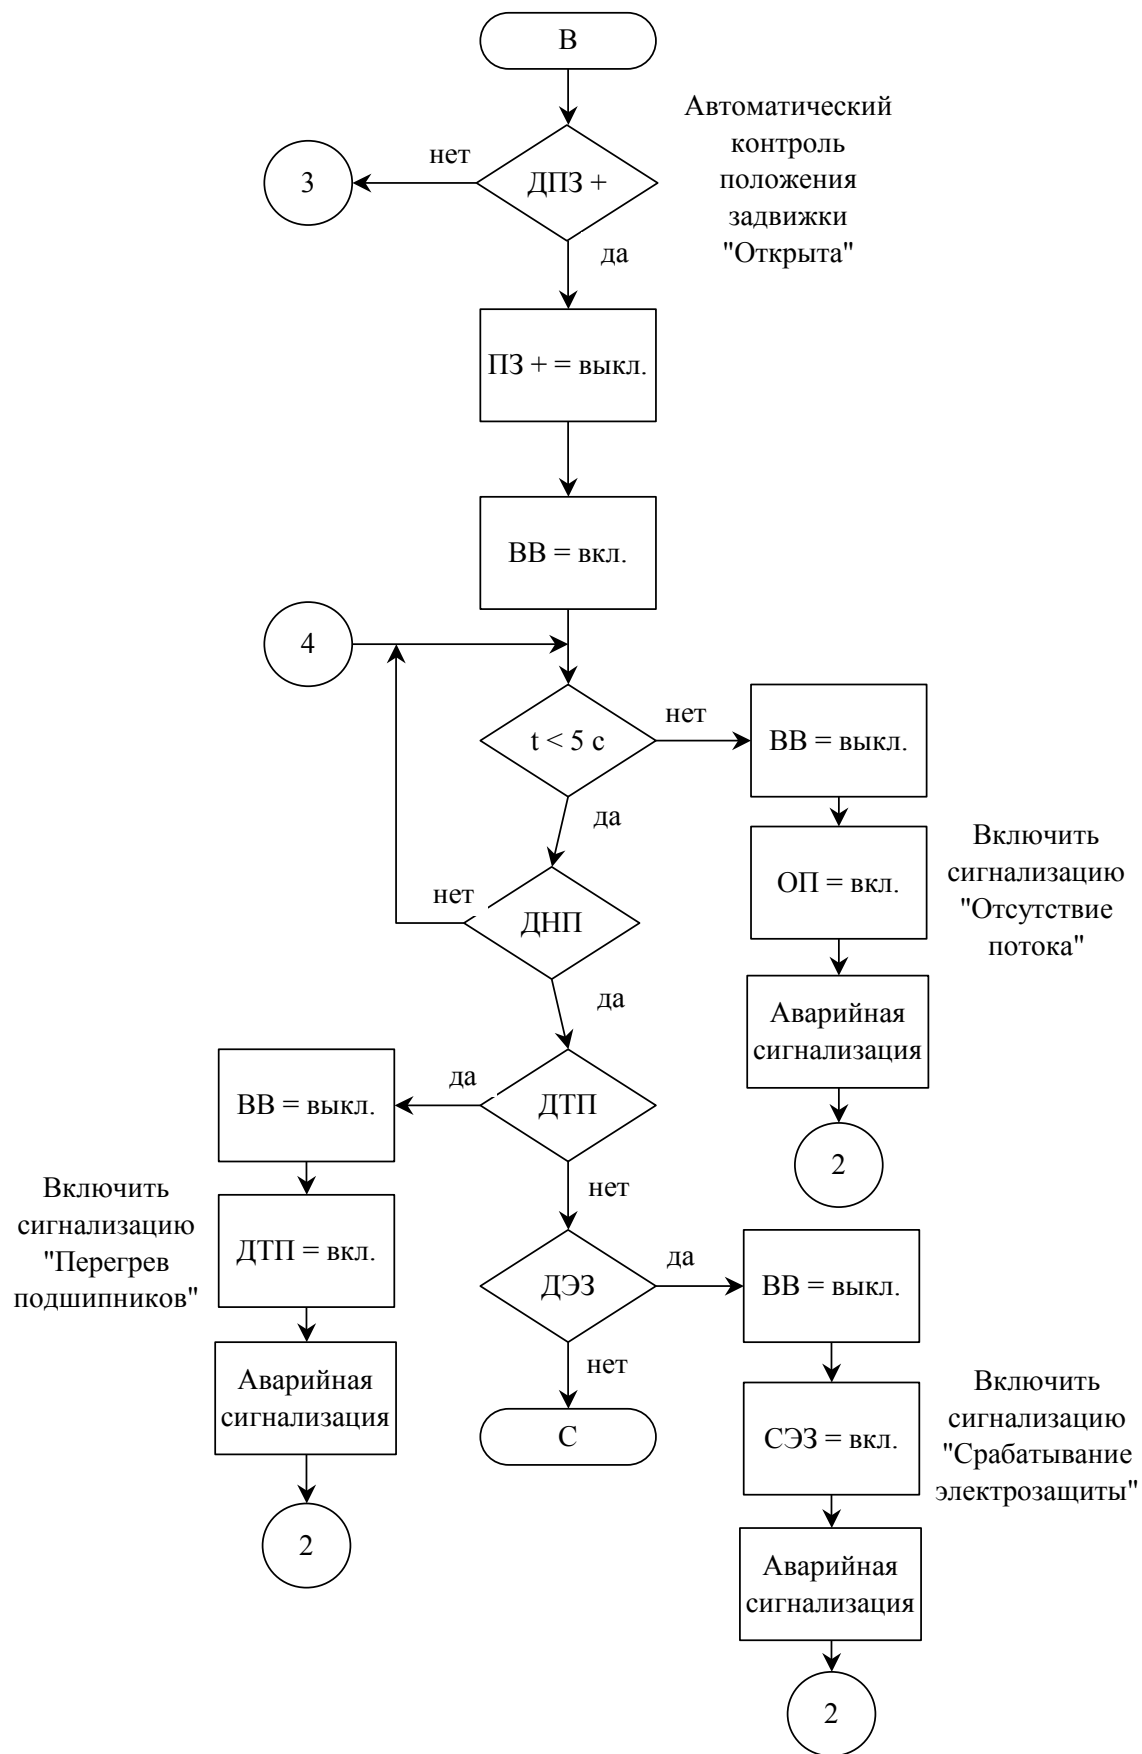 В
Автоматический
контроль
положения
задвижки
"Открыта"
нет
3
ДПЗ +
да
ПЗ + = выкл.
ВВ = вкл.
4
t < 5 с
нет
ВВ = выкл.
да
Включить
сигнализацию
"Отсутствие
потока"
ОП = вкл.
нет
ДНП
да
Аварийная
сигнализация
2
ДТП
да
ВВ = выкл.
нет
Включить
сигнализацию
"Перегрев
подшипников"
ДТП = вкл.
ДЭЗ
да
ВВ = выкл.
нет
Аварийная
сигнализация
С
Включить
сигнализацию
"Срабатывание
электрозащиты"
СЭЗ = вкл.
2
Аварийная
сигнализация
2